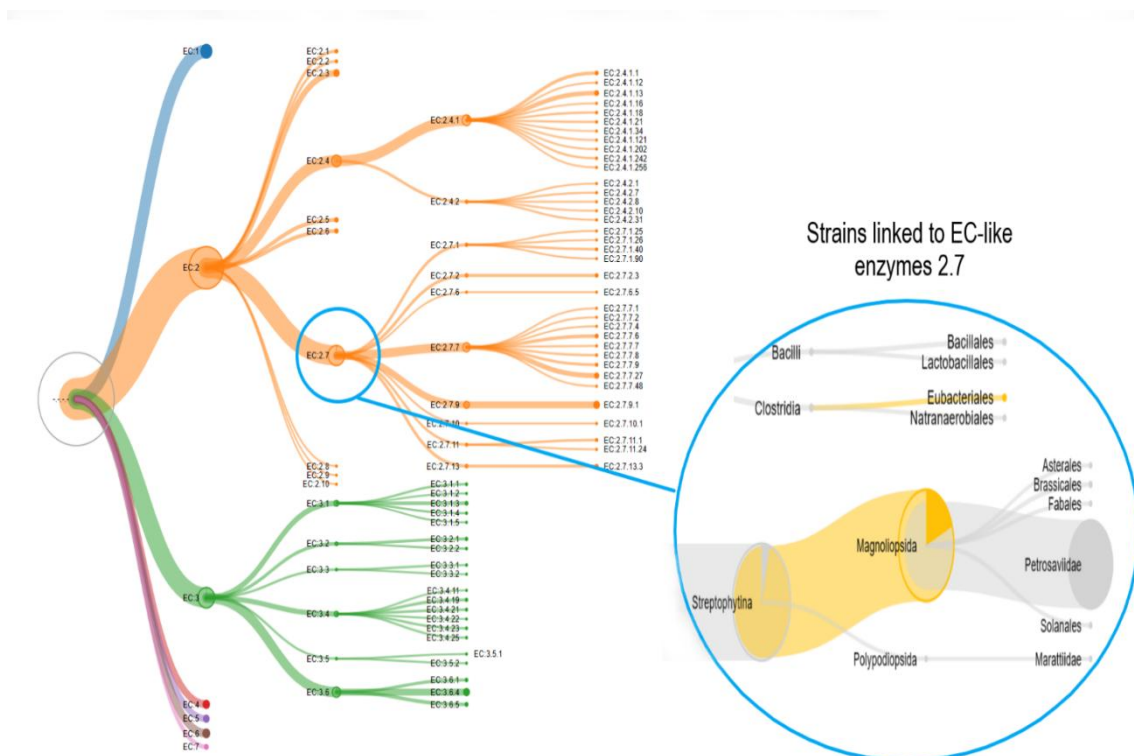 EC:1
EC:2
EC:3
EC:4
EC:5
EC:6
EC:7
EC:2.1
EC:2.2
EC:2.3
EC:2.4
EC:2.5
EC:2.6
EC:2.7
EC:2.8
EC:2.9
EC:2.10
EC:2.4.1
EC:2.4.2
EC:2.7.1
EC:2.7.2
EC:2.7.6
EC:2.7.7
EC:2.7.9
EC:2.7.10
EC:2.7.11
EC:2.7.13
EC:2.4.1.1
EC:2.4.1.12
EC:2.4.1.13
EC:2.4.1.16
EC:2.4.1.18
EC:2.4.1.21
EC:2.4.1.34
EC:2.4.1.121
EC:2.4.1.202
EC:2.4.1.242
EC:2.4.1.256
EC:2.4.2.1
EC:2.4.2.7
EC:2.4.2.8
EC:2.4.2.10
EC:2.4.2.31
EC:2.7.1.25
EC:2.7.1.26
EC:2.7.1.40
EC:2.7.1.90
EC:2.7.2.3
EC:2.7.6.5
EC:2.7.7.1
EC:2.7.7.2
EC:2.7.7.4
EC:2.7.7.6
EC:2.7.7.7
EC:2.7.7.8
EC:2.7.7.9
EC:2.7.7.27
EC:2.7.7.48
EC:2.7.9.1
EC:2.7.10.1
EC:2.7.11.1
EC:2.7.11.24
EC:2.7.13.3
EC:3.1
EC:3.2
EC:3.3
EC:3.4
EC:3.5
EC:3.6
EC:3.1.1
EC:3.1.2
EC:3.1.3
EC:3.1.4
EC:3.1.5
EC:3.2.1
EC:3.2.2
EC:3.3.1
EC:3.3.2
EC:3.4.11
EC:3.4.19
EC:3.4.21
EC:3.4.22
EC:3.4.23
EC:3.4.25
EC:3.5.1
EC:3.5.2
EC:3.6.1
EC:3.6.4
EC:3.6.5
Strains linked to EC-like
enzymes 2.7
Bacilli
Bacillales
Lactobacillales
Clostridia
Eubacteriales
Natranaerobiales
Streptophytina
Magnoliopsida
Polypodiopsida
Asterales
Brassicales
Fabales
Petrosaviidae
Solanales
Marattiidae